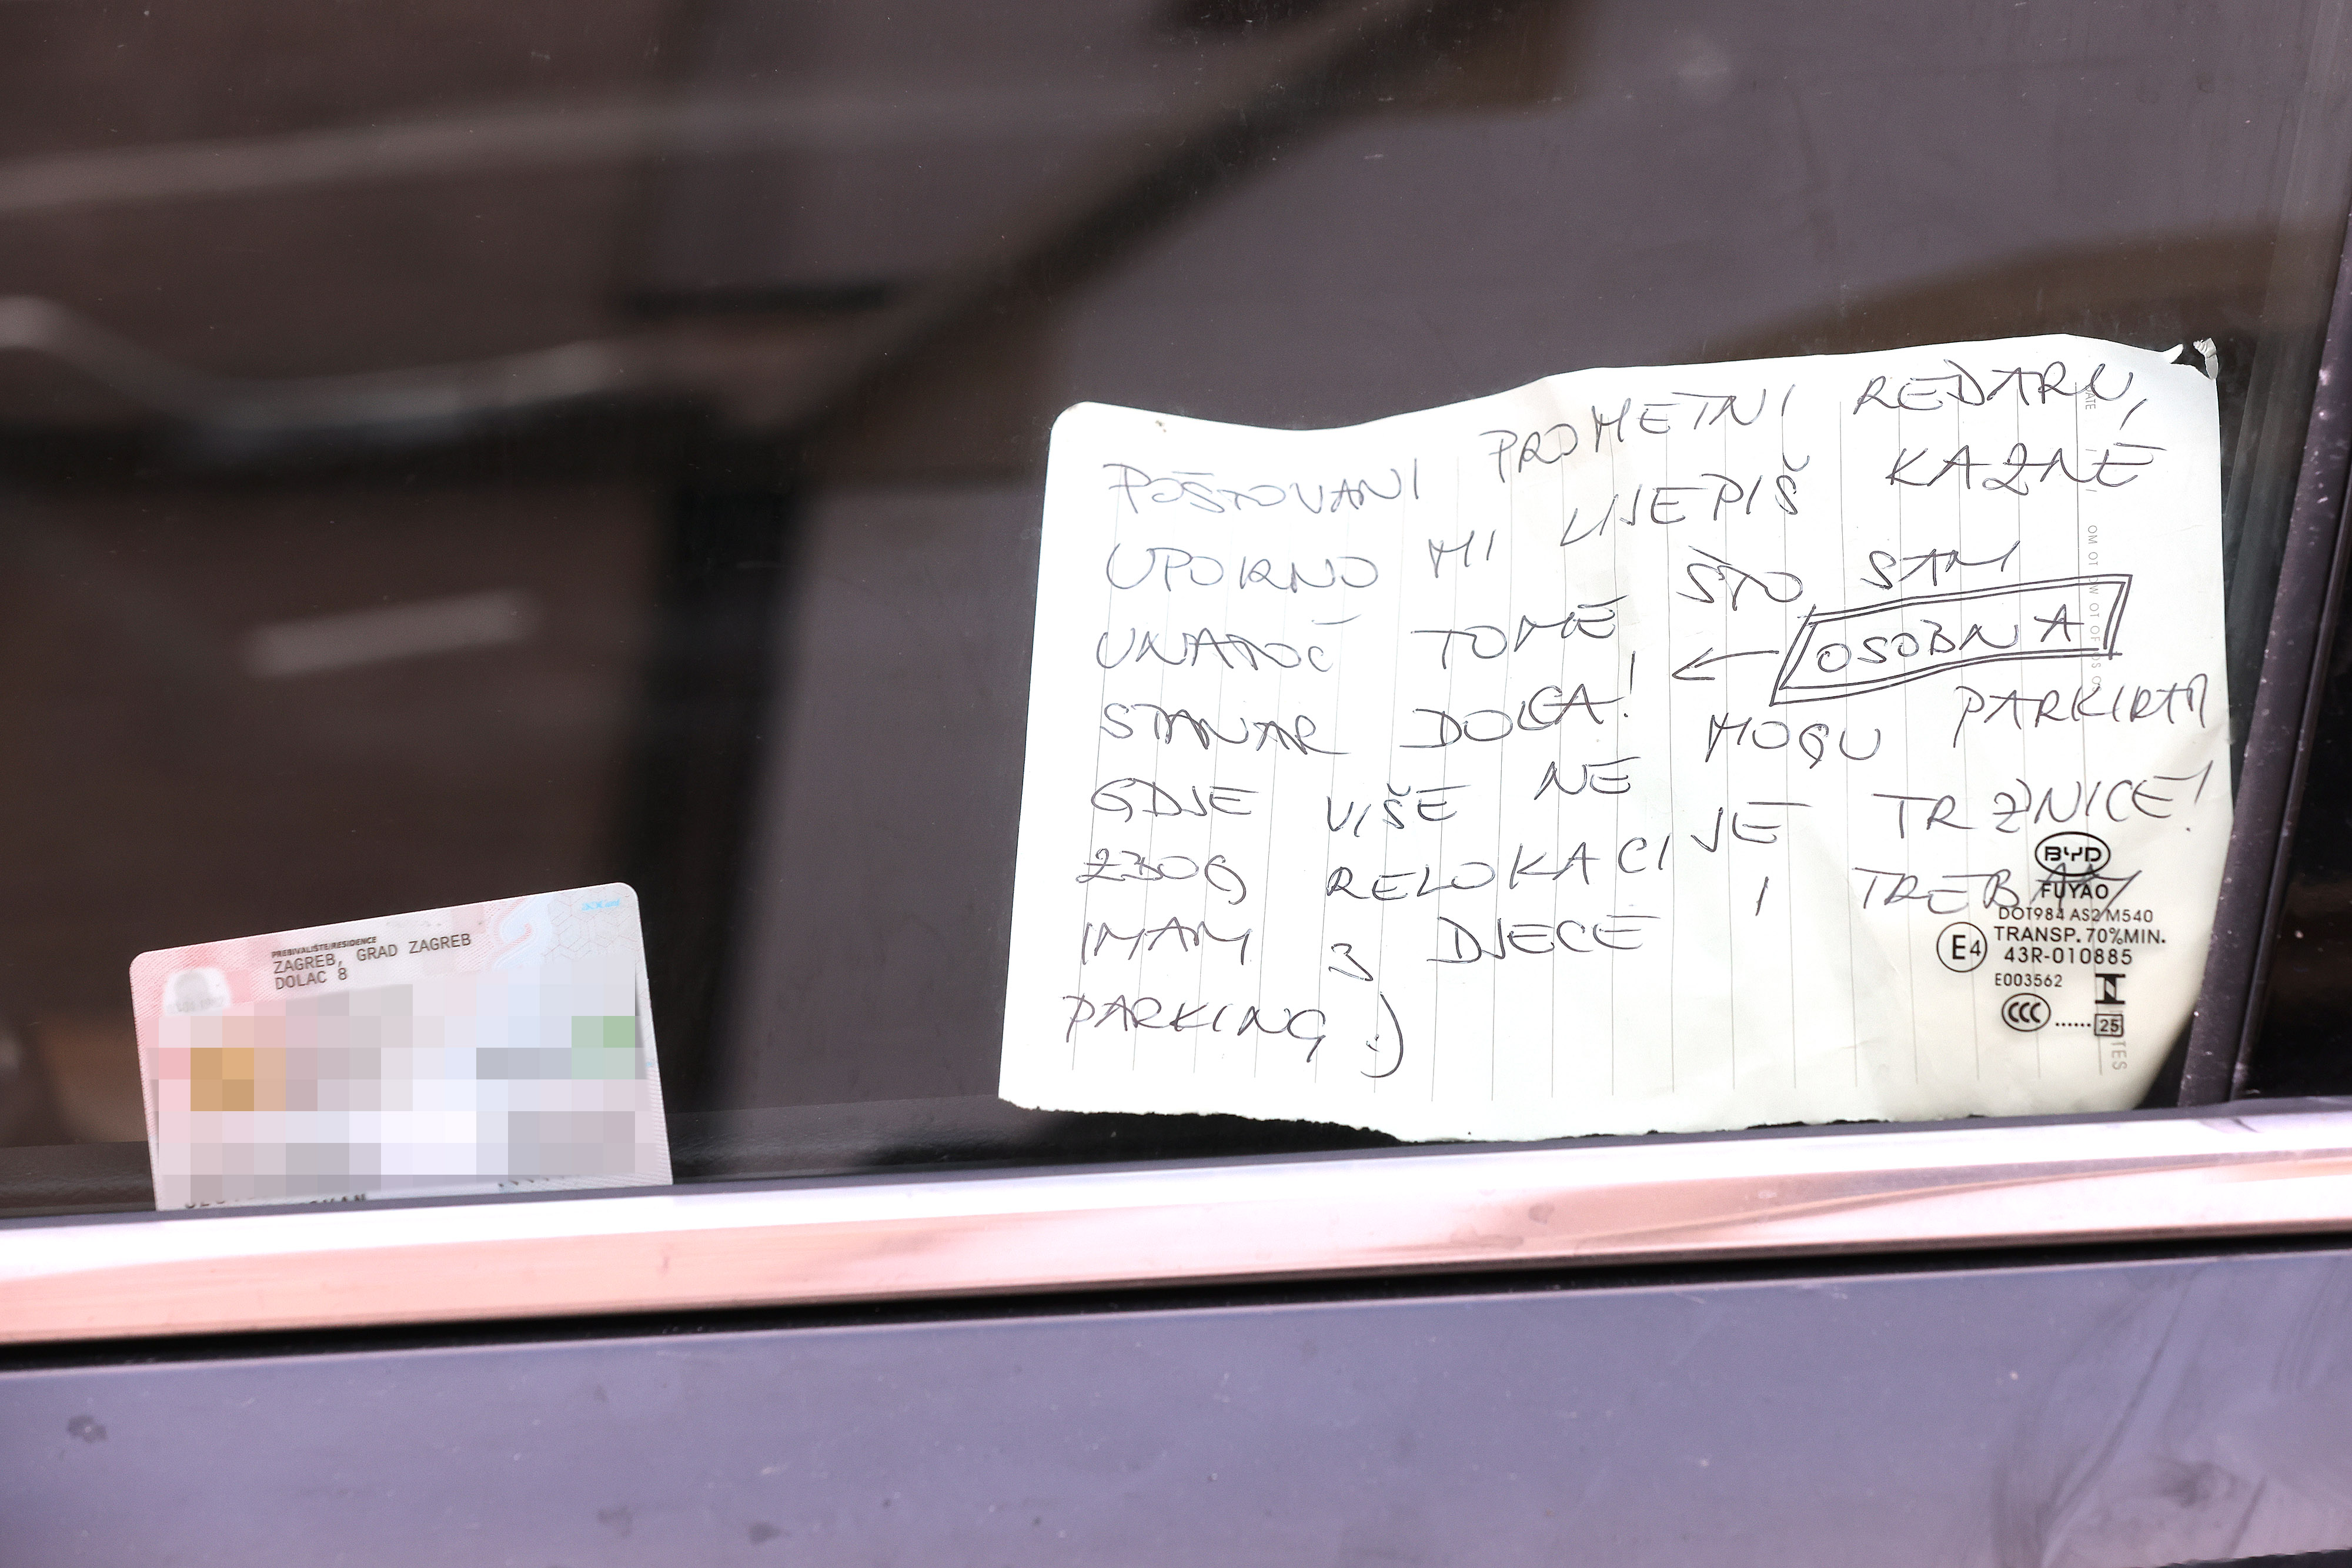 POŠTOVANI PROMETNI REDARU,
UPORNO MI LIJEPIŠ KAZNE
UNATOČ TOME ŠTO SAM
STANAR DOCA! ← OSOBNA
GDJE VIŠE NE MOGU PARKIRATI
ZBOG RELOKACIJE TRŽNICE!
IMAM 3 DJECE I TREBAM
PARKING :)
BYD
FUYAO
DOT984 AS2 M540
TRANSP. 70%MIN.
E4 43R-010885
E003562
CCC ...... 25
PREBIVALIŠTE/RESIDENCE
ZAGREB, GRAD ZAGREB
DOLAC 8